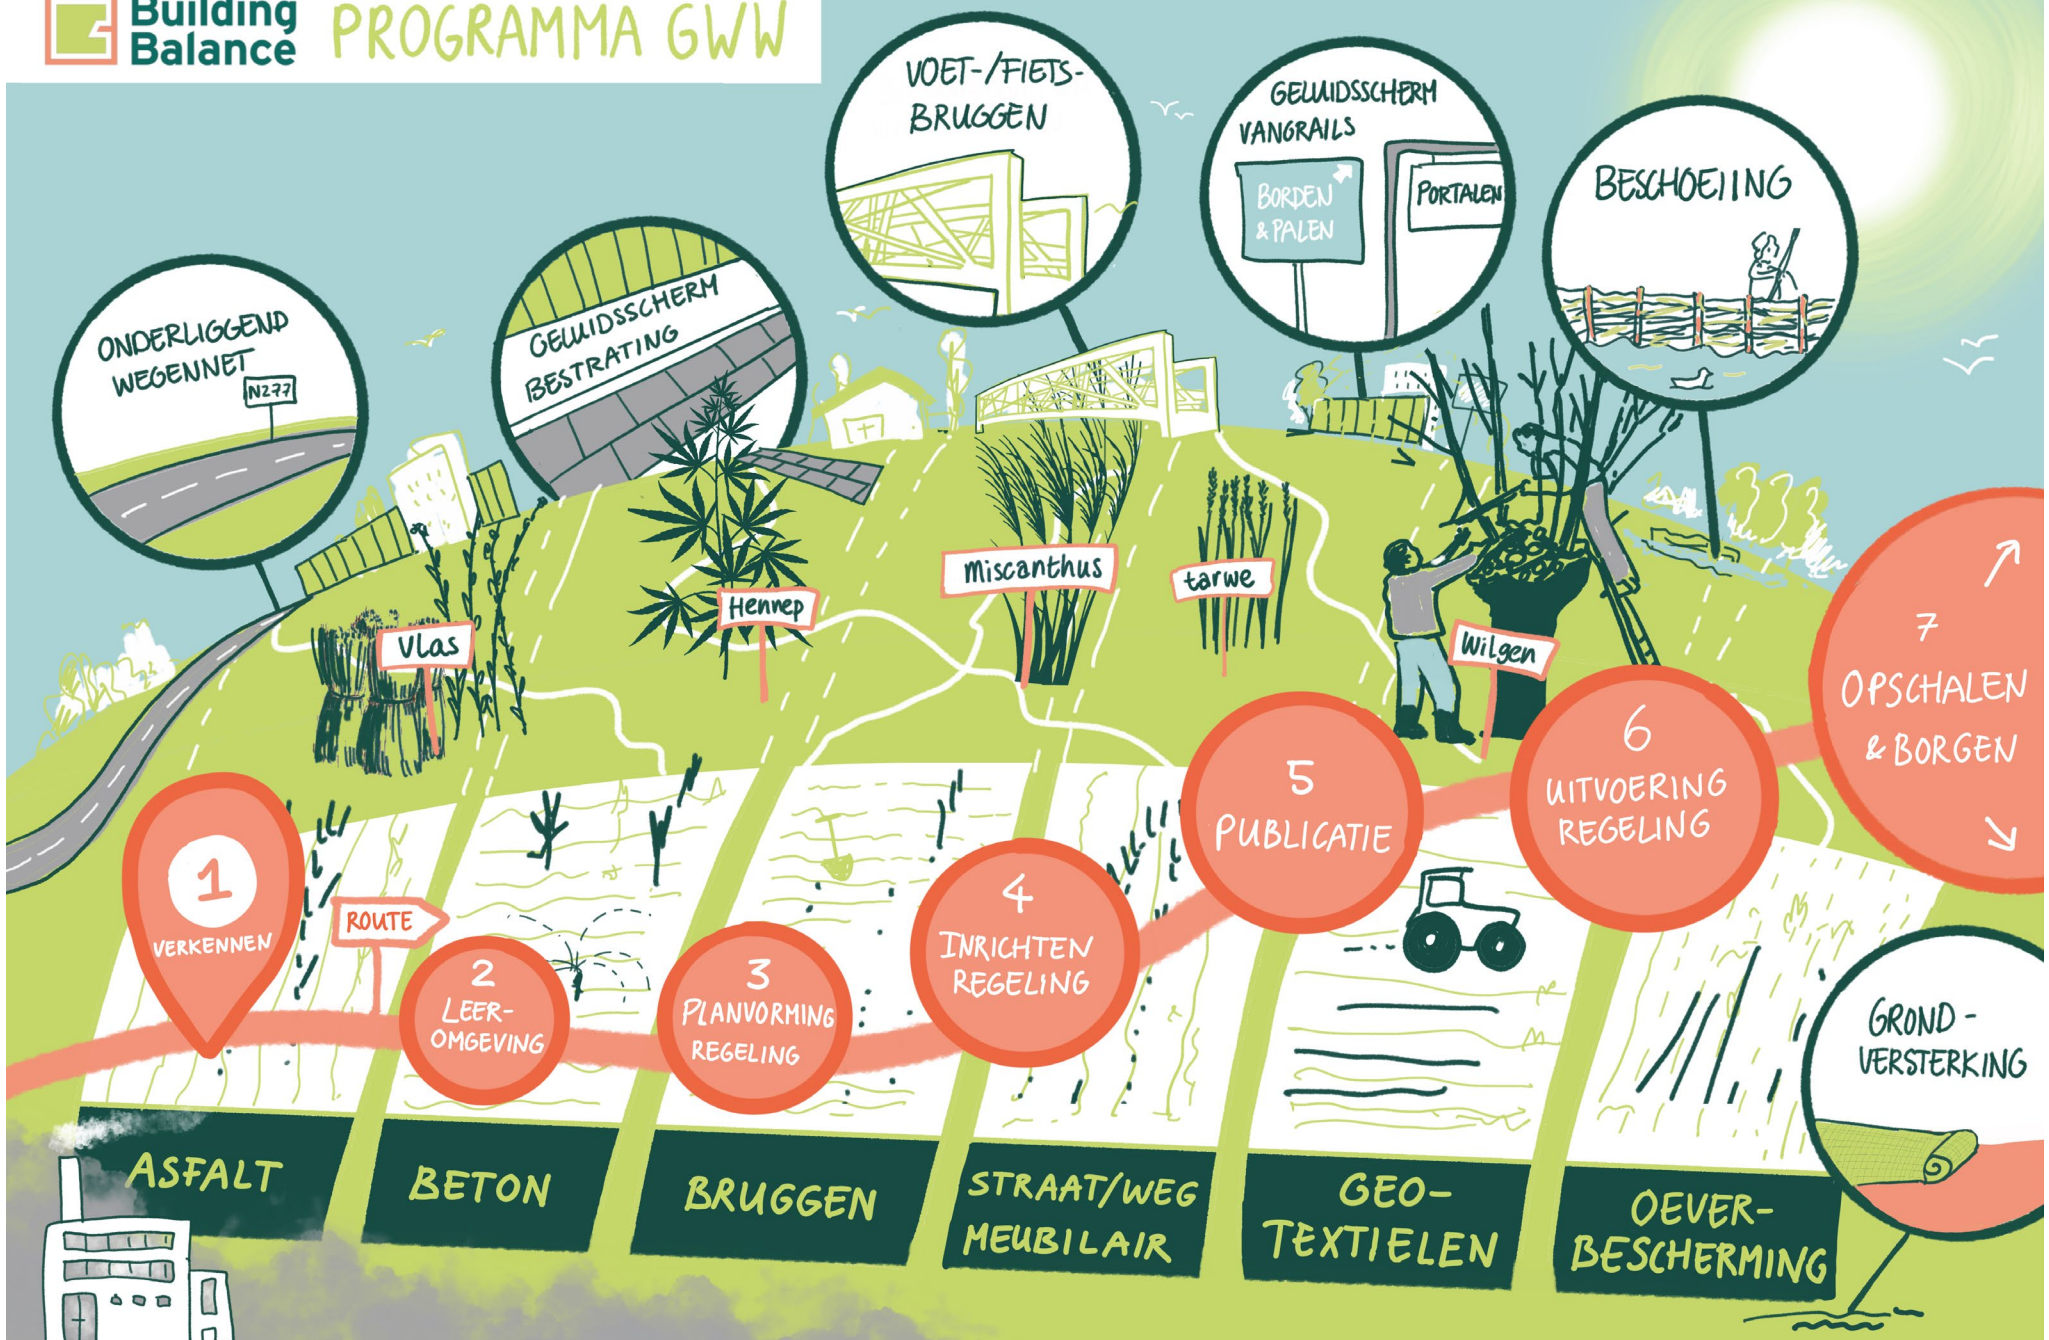 Building
Balance
PROGRAMMA GWW
VOET-/FIETS-
BRUGGEN
GELUIDSSCHERM
VANGRAILS
BORDEN
& PALEN
PORTALEN
BESCHOEIING
ONDERLIGGEND
WEGENNET
N277
GELUIDSSCHERM
BESTRATING
Vlas
Hennep
Miscanthus
tarwe
Wilgen
1
VERKENNEN
ROUTE
2
LEER-
OMGEVING
3
PLANVORMING
REGELING
4
INRICHTEN
REGELING
5
PUBLICATIE
6
UITVOERING
REGELING
7
OPSCHALEN
& BORGEN
GROND-
VERSTERKING
ASFALT
BETON
BRUGGEN
STRAAT/WEG
MEUBILAIR
GEO-
TEXTIELEN
OEVER-
BESCHERMING